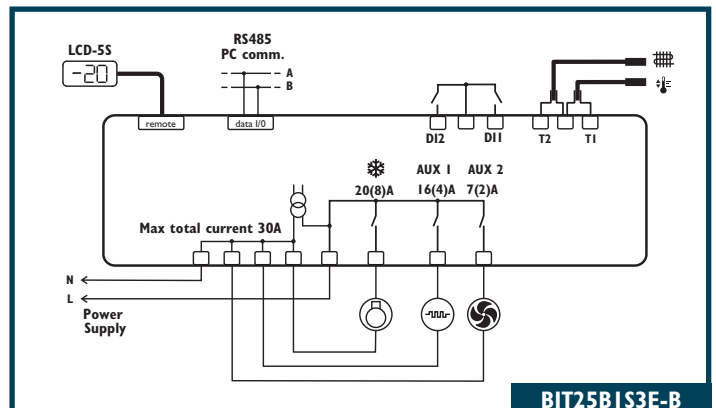 RS485
PC comm.
LCD-5S
-20
A
B
remote
data I/0
DI2
DI1
T2
T1
AUX 1
AUX 2
20(8)A
16(4)A
7(2)A
Max total current 30A
N
L
Power
Supply
BIT25B1S3E-B